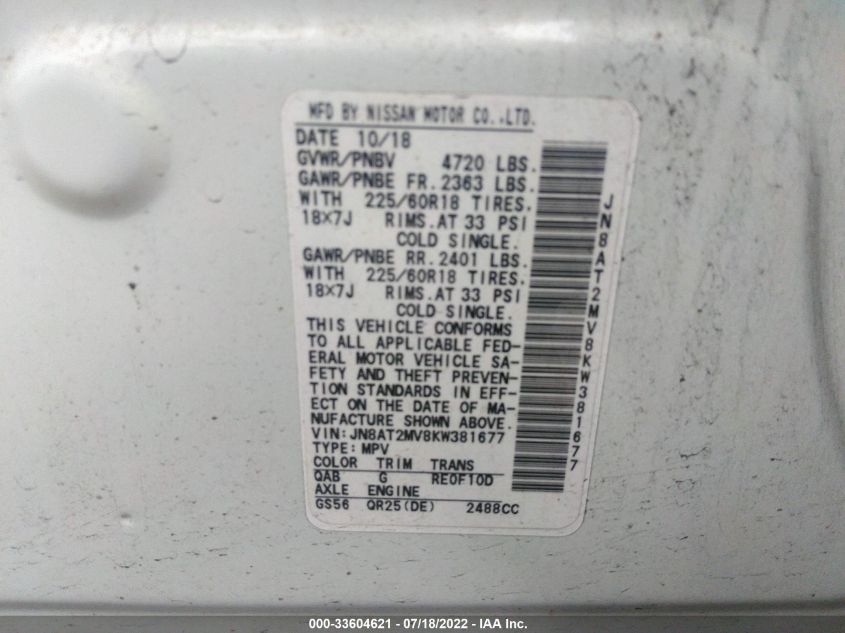 MFD BY NISSAN MOTOR CO.,LTD.
DATE 10/18
GVWR/PNBV 4720 LBS.
GAWR/PNBE FR. 2363 LBS.
WITH 225/60R18 TIRES.
18×7J RIMS. AT 33 PSI
COLD SINGLE.
GAWR/PNBE RR. 2401 LBS.
WITH 225/60R18 TIRES.
18×7J RIMS. AT 33 PSI
COLD SINGLE.
THIS VEHICLE CONFORMS
TO ALL APPLICABLE FED-
ERAL MOTOR VEHICLE SA-
FETY AND THEFT PREVEN-
TION STANDARDS IN EFF-
ECT ON THE DATE OF MA-
NUFACTURE SHOWN ABOVE.
VIN:JN8AT2MV8KW381677
TYPE:MPV
COLOR TRIM TRANS
QAB G RE0F10D
AXLE ENGINE
GS56 QR25(DE) 2488CC
JN8AT2MV8KW381677
000-33604621 - 07/18/2022 - IAA Inc.